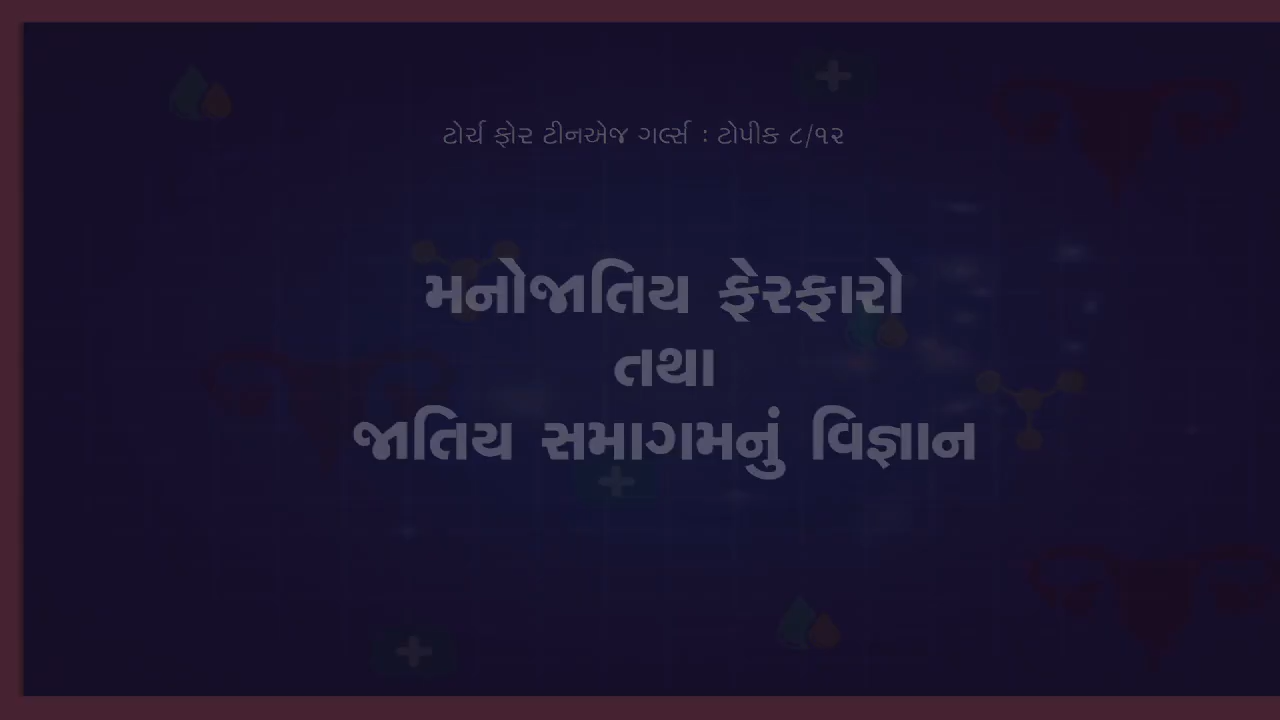 ટોર્ચ ફોર ટીનએજ ગર્લ્સ : ટોપીક ૮/૧૨
મનોજાતિય ફેરફારો
તથા
જાતિય સમાગમનું વિજ્ઞાન